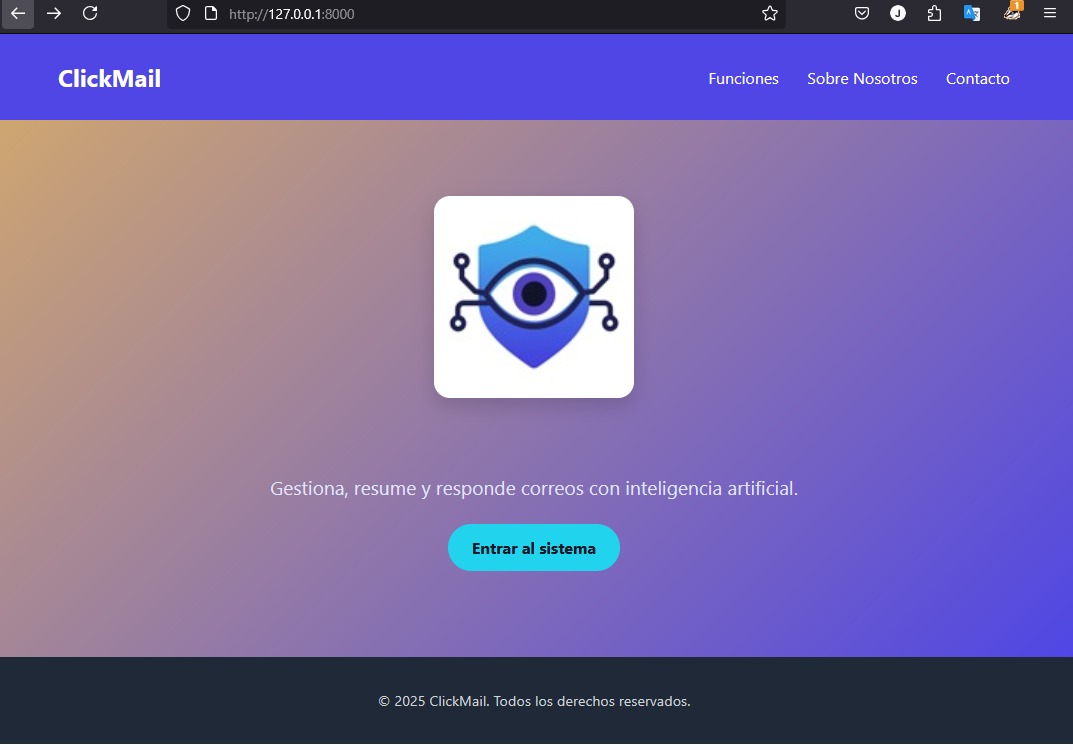 http://127.0.0.1:8000
J
1
ClickMail
Funciones
Sobre Nosotros
Contacto
Gestiona, resume y responde correos con inteligencia artificial.
Entrar al sistema
© 2025 ClickMail. Todos los derechos reservados.